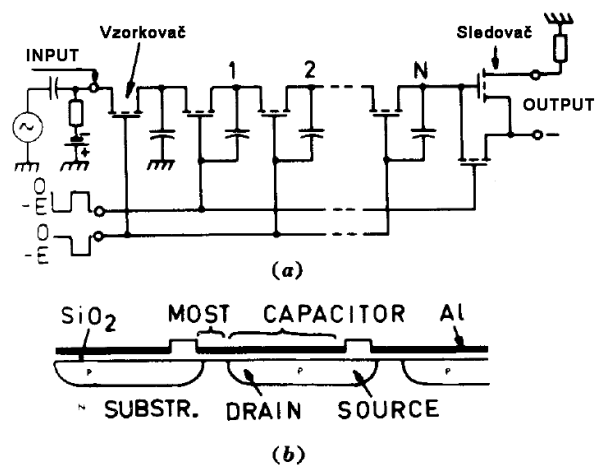 Vzorkovač
INPUT
1
2
N
Sledovač
OUTPUT
O
-E
O
-E
(a)
SiO₂ MOST CAPACITOR Al
P P P
N SUBSTR. DRAIN SOURCE
(b)